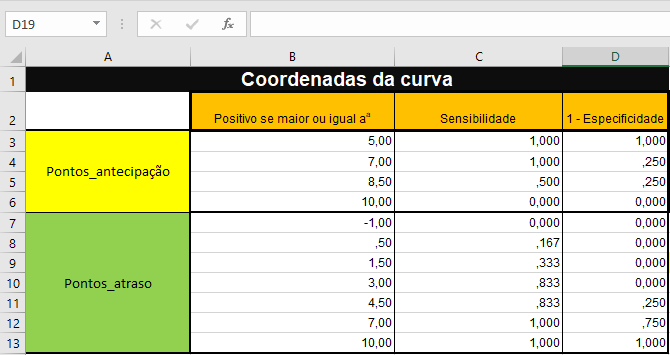 D19
fx
A B C D
1 Coordenadas da curva
2 Positivo se maior ou igual aª Sensibilidade 1 - Especificidade
3 5,00 1,000 1,000
4 Pontos_antecipação 7,00 1,000 ,250
5 8,50 ,500 ,250
6 10,00 0,000 0,000
7 -1,00 0,000 0,000
8 ,50 ,167 0,000
9 1,50 ,333 0,000
10 Pontos_atraso 3,00 ,833 0,000
11 4,50 ,833 ,250
12 7,00 1,000 ,750
13 10,00 1,000 1,000